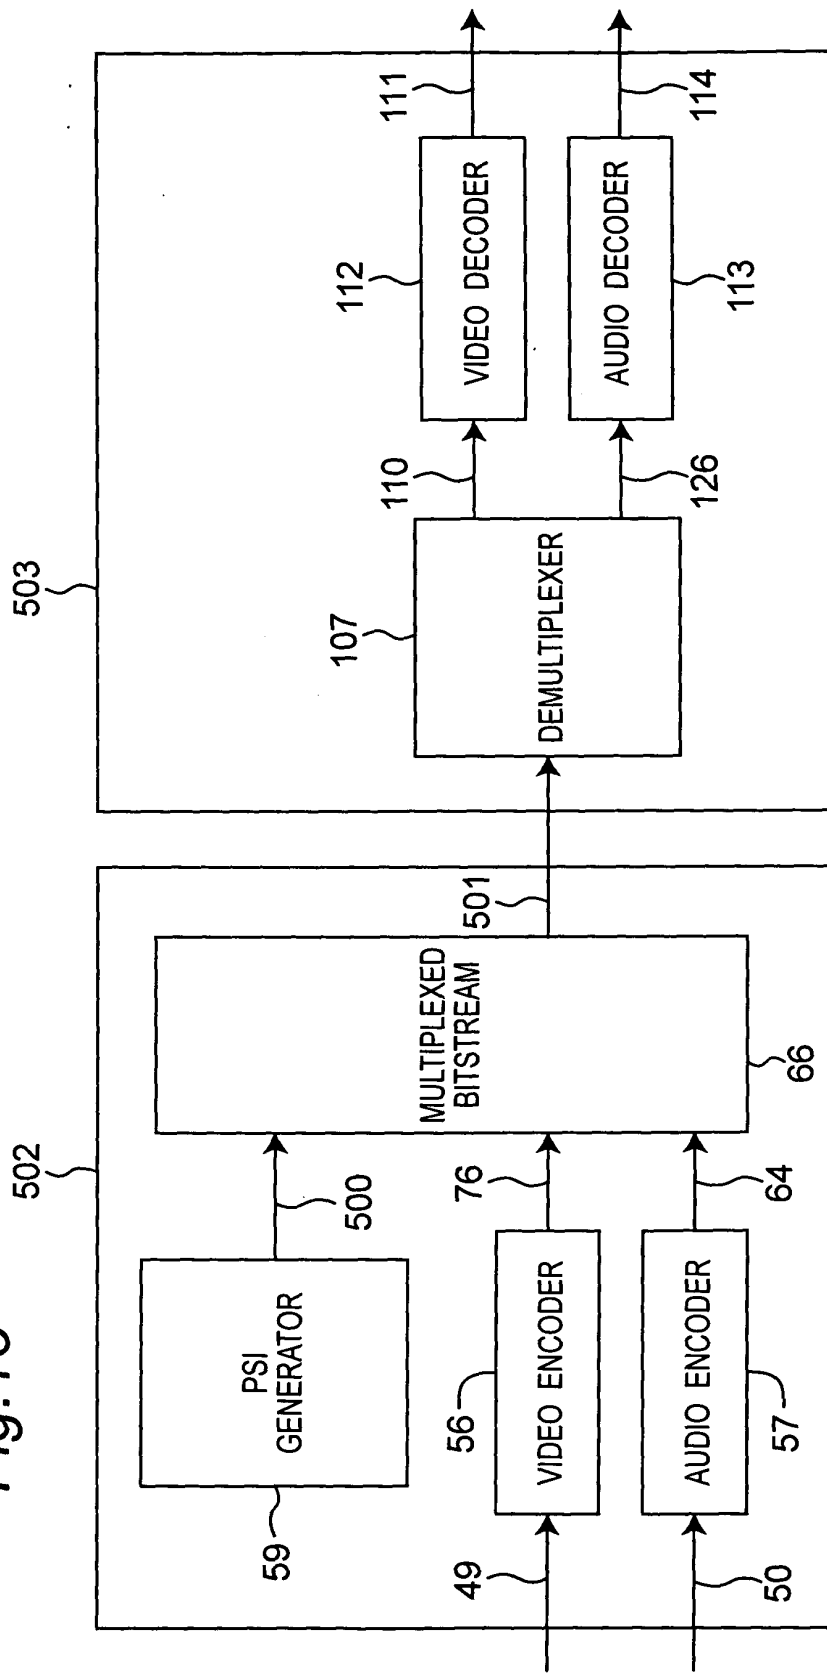 Fig.
502
503
59
PSI
GENERATOR
500
MULTIPLEXED
BITSTREAM
66
501
49
56
VIDEO ENCODER
76
50
57
AUDIO ENCODER
64
107
DEMULTIPLEXER
110
112
VIDEO DECODER
111
126
113
AUDIO DECODER
114